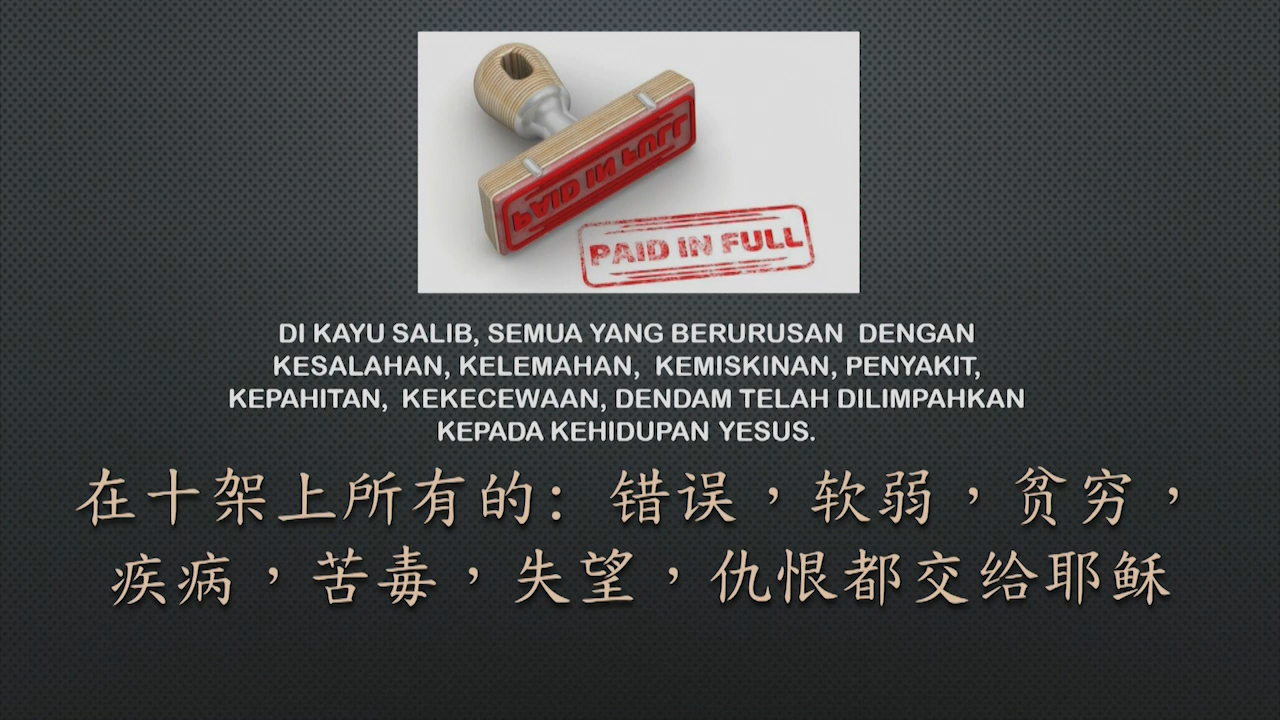 PAID IN FULL
PAID IN FULL
DI KAYU SALIB, SEMUA YANG BERURUSAN DENGAN
KESALAHAN, KELEMAHAN, KEMISKINAN, PENYAKIT,
KEPAHITAN, KEKECEWAAN, DENDAM TELAH DILIMPAHKAN
KEPADA KEHIDUPAN YESUS.
在十架上所有的：错误，软弱，贫穷，
疾病，苦毒，失望，仇恨都交给耶稣